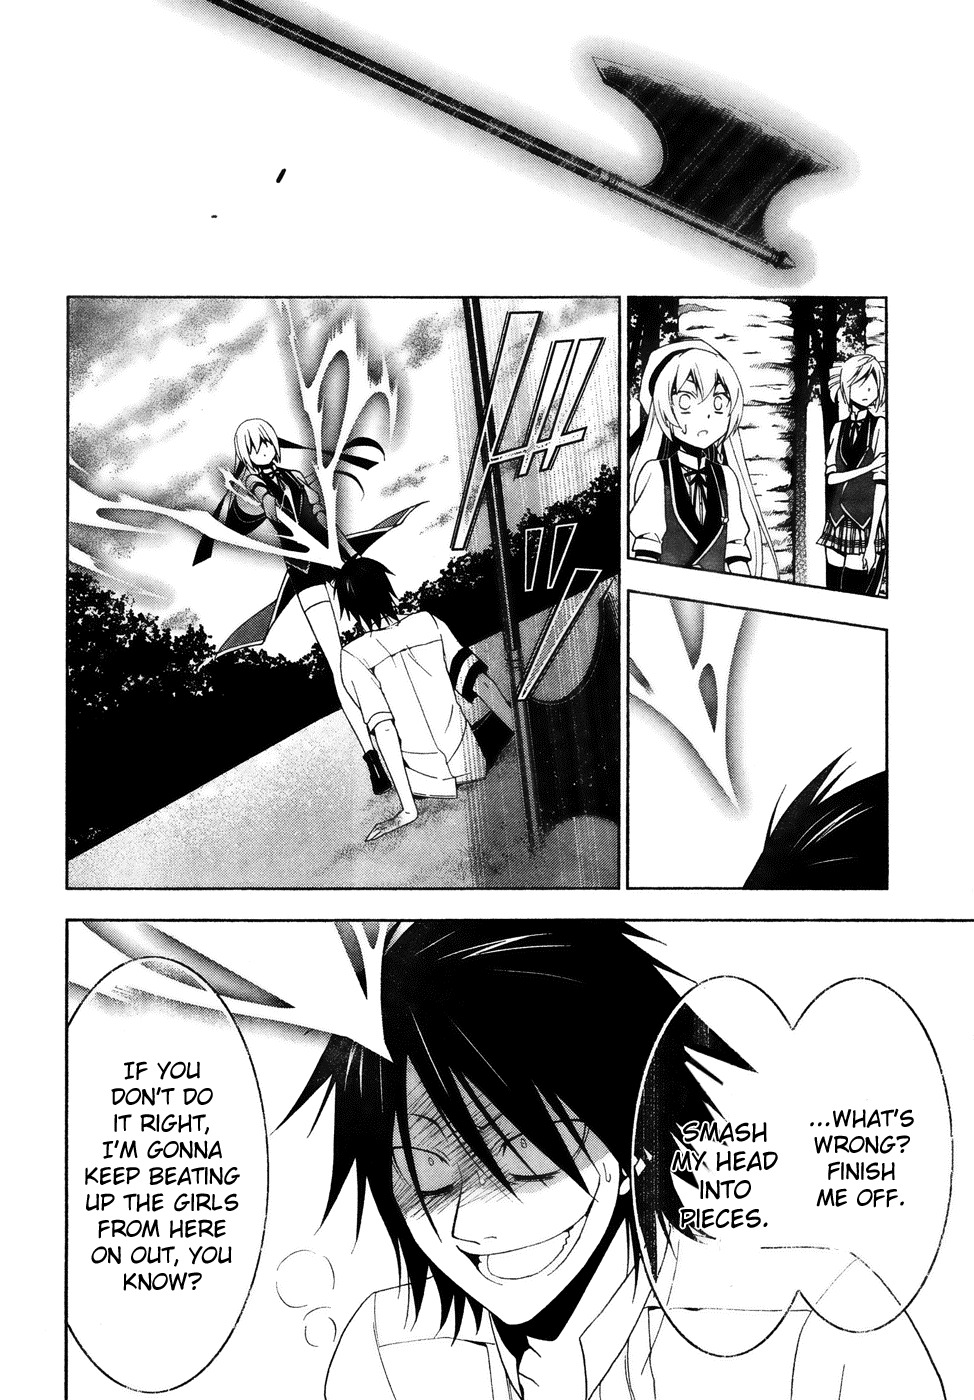 ...WHAT'S
WRONG?
FINISH
ME OFF.
SMASH
MY HEAD
INTO
PIECES.
IF YOU
DON'T DO
IT RIGHT,
I'M GONNA
KEEP BEATING
UP THE GIRLS
FROM HERE
ON OUT, YOU
KNOW?